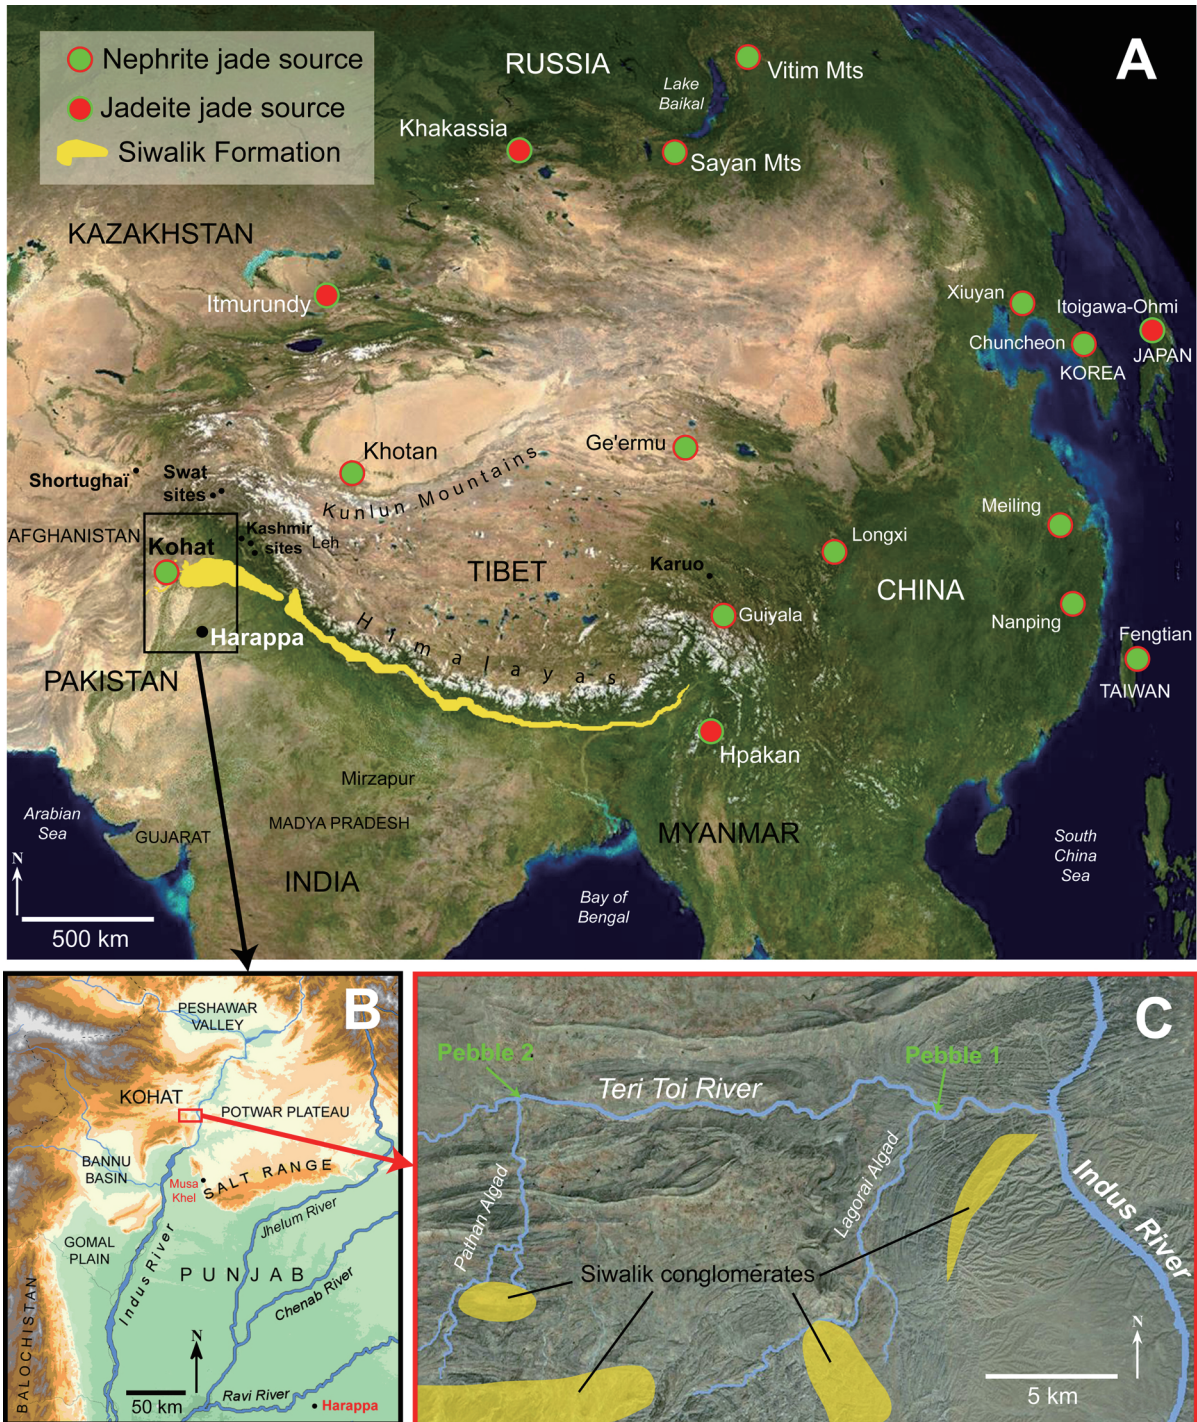 A
Nephrite jade source
Jadeite jade source
Siwalik Formation
RUSSIA
Lake
Baikal
Vitim Mts
Khakassia
Sayan Mts
KAZAKHSTAN
Itmurundy
Xiuyan
Itoigawa-Ohmi
Chuncheon
JAPAN
KOREA
Khotan
Ge'ermu
Kunlun Mountains
Shortughaï
Swat
sites
AFGHANISTAN
Kashmir
sites
Leh
Kohat
Meiling
Longxi
TIBET
Karuo
CHINA
Guiyala
Nanping
Himalayas
Harappa
Fengtian
TAIWAN
PAKISTAN
Hpakan
Mirzapur
Arabian
Sea
MADYA PRADESH
GUJARAT
MYANMAR
South
China
Sea
INDIA
Bay of
Bengal
N
500 km
B
PESHAWAR
VALLEY
KOHAT
POTWAR PLATEAU
BANNU
BASIN
Musa
Khel
SALT RANGE
Jhelum River
GOMAL
PLAIN
Indus River
PUNJAB
Chenab River
BALOCHISTAN
N
50 km
Ravi River
Harappa
C
Pebble 2
Pebble 1
Teri Toi River
Pathan Algad
Lagorai Algad
Indus River
Siwalik conglomerates
N
5 km